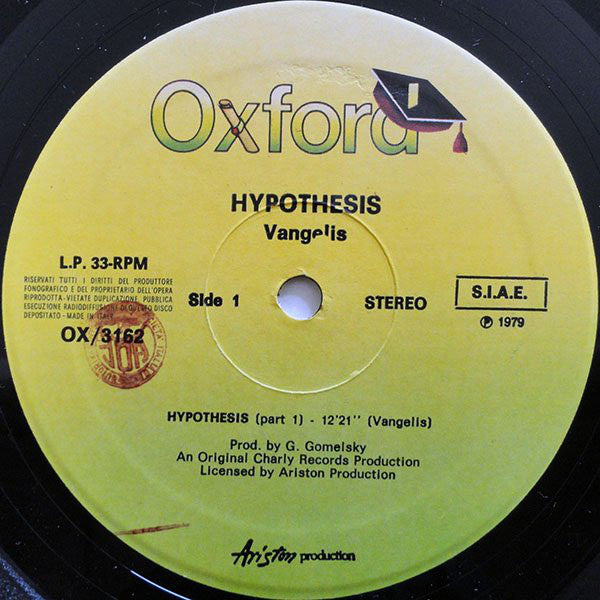 Oxford
HYPOTHESIS
Vangelis
L.P. 33-RPM
RISERVATI TUTTI I DIRITTI DEL PRODUTTORE
FONOGRAFICO E DEL PROPRIETARIO DELL'OPERA
RIPRODOTTA - VIETATE DUPLICAZIONE, PUBBLICA
ESECUZIONE RADIODIFFUSIONE DI QUESTO DISCO
DEPOSITATO - MADE IN ITALY
OX/3162
Side 1
STEREO
S.I.A.E.
Ⓟ 1979
HYPOTHESIS (part 1) - 12'21'' (Vangelis)
Prod. by G. Gomelsky
An Original Charly Records Production
Licensed by Ariston Production
Ariston production